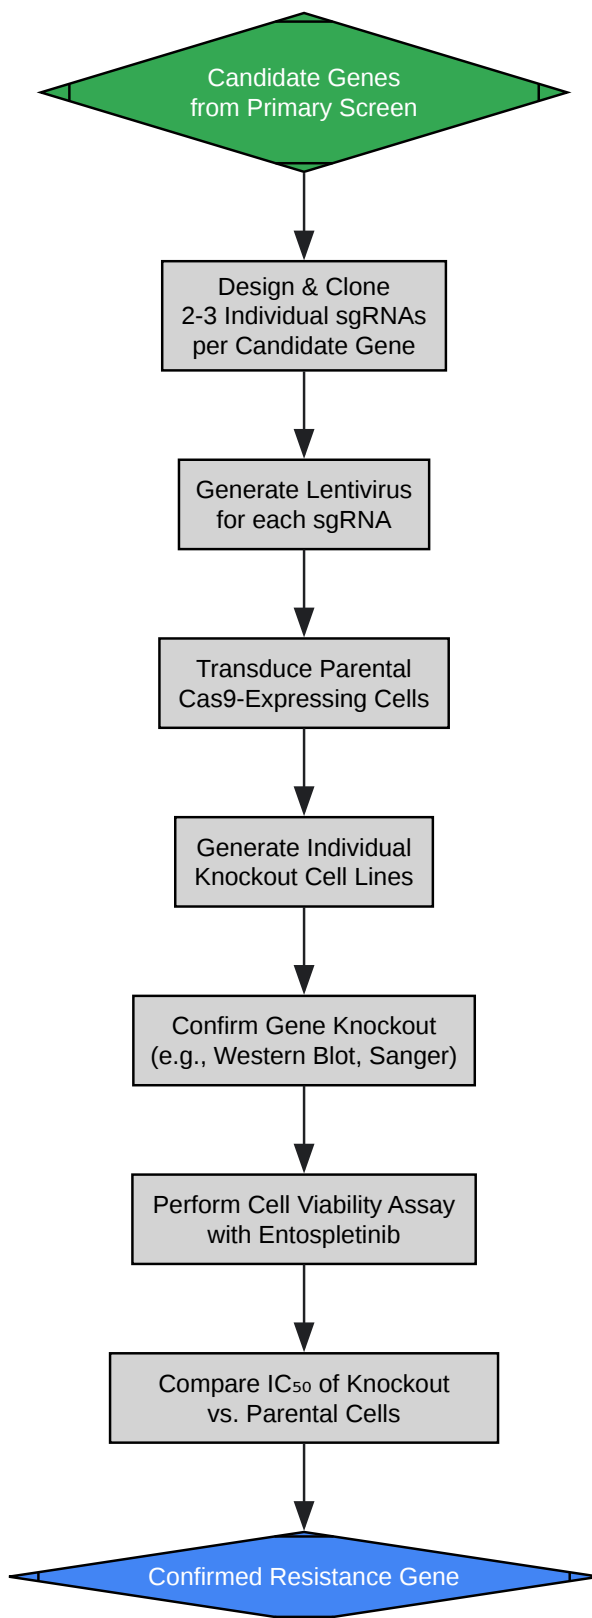 Candidate Genes
from Primary Screen
Design & Clone
2-3 Individual sgRNAs
per Candidate Gene
Generate Lentivirus
for each sgRNA
Transduce Parental
Cas9-Expressing Cells
Generate Individual
Knockout Cell Lines
Confirm Gene Knockout
(e.g., Western Blot, Sanger)
Perform Cell Viability Assay
with Entospletinib
Compare IC₅₀ of Knockout
vs. Parental Cells
Confirmed Resistance Gene